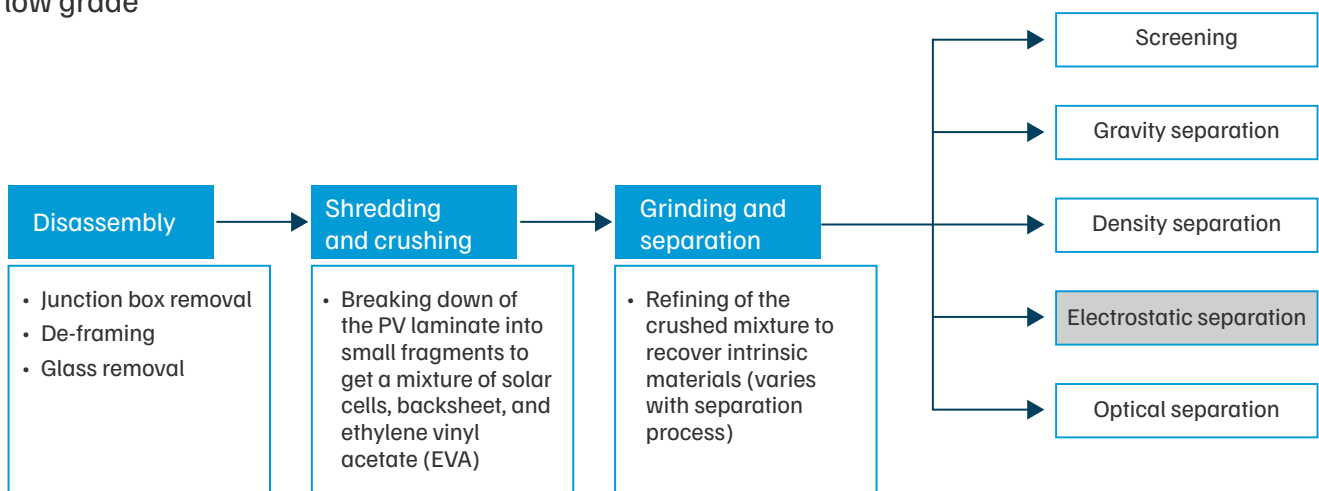 low grade
Disassembly
• Junction box removal
• De-framing
• Glass removal
Shredding
and crushing
• Breaking down of
the PV laminate into
small fragments to
get a mixture of solar
cells, backsheet, and
ethylene vinyl
acetate (EVA)
Grinding and
separation
• Refining of the
crushed mixture to
recover intrinsic
materials (varies
with separation
process)
Screening
Gravity separation
Density separation
Electrostatic separation
Optical separation